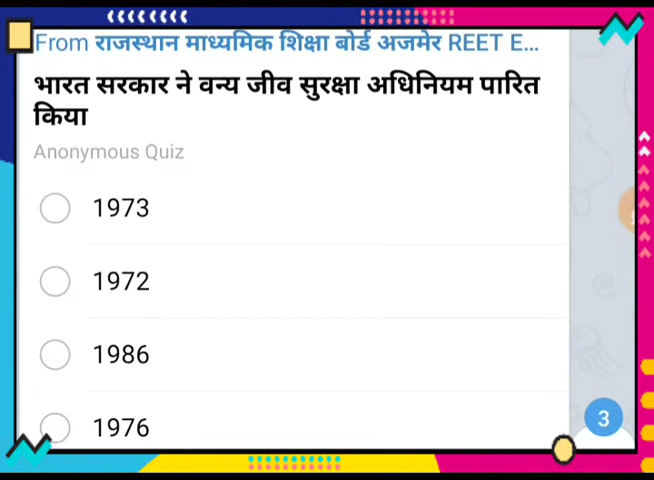 From राजस्थान माध्यमिक शिक्षा बोर्ड अजमेर REET E...
भारत सरकार ने वन्य जीव सुरक्षा अधिनियम पारित
किया
Anonymous Quiz
1973
1972
1986
1976
3